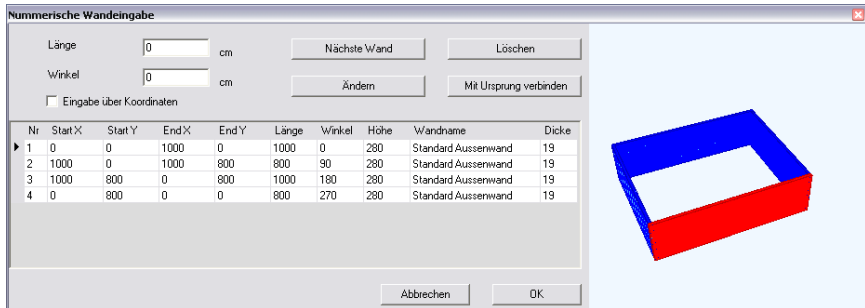 Nummerische Wandeingabe
Länge 0 cm Nächste Wand Löschen
Winkel 0 cm Ändern Mit Ursprung verbinden
Eingabe über Koordinaten
Nr Start X Start Y End X End Y Länge Winkel Höhe Wandname Dicke
1 0 0 1000 0 1000 0 280 Standard Aussenwand 19
2 1000 0 1000 800 800 90 280 Standard Aussenwand 19
3 1000 800 0 800 1000 180 280 Standard Aussenwand 19
4 0 800 0 0 800 270 280 Standard Aussenwand 19
Abbrechen OK